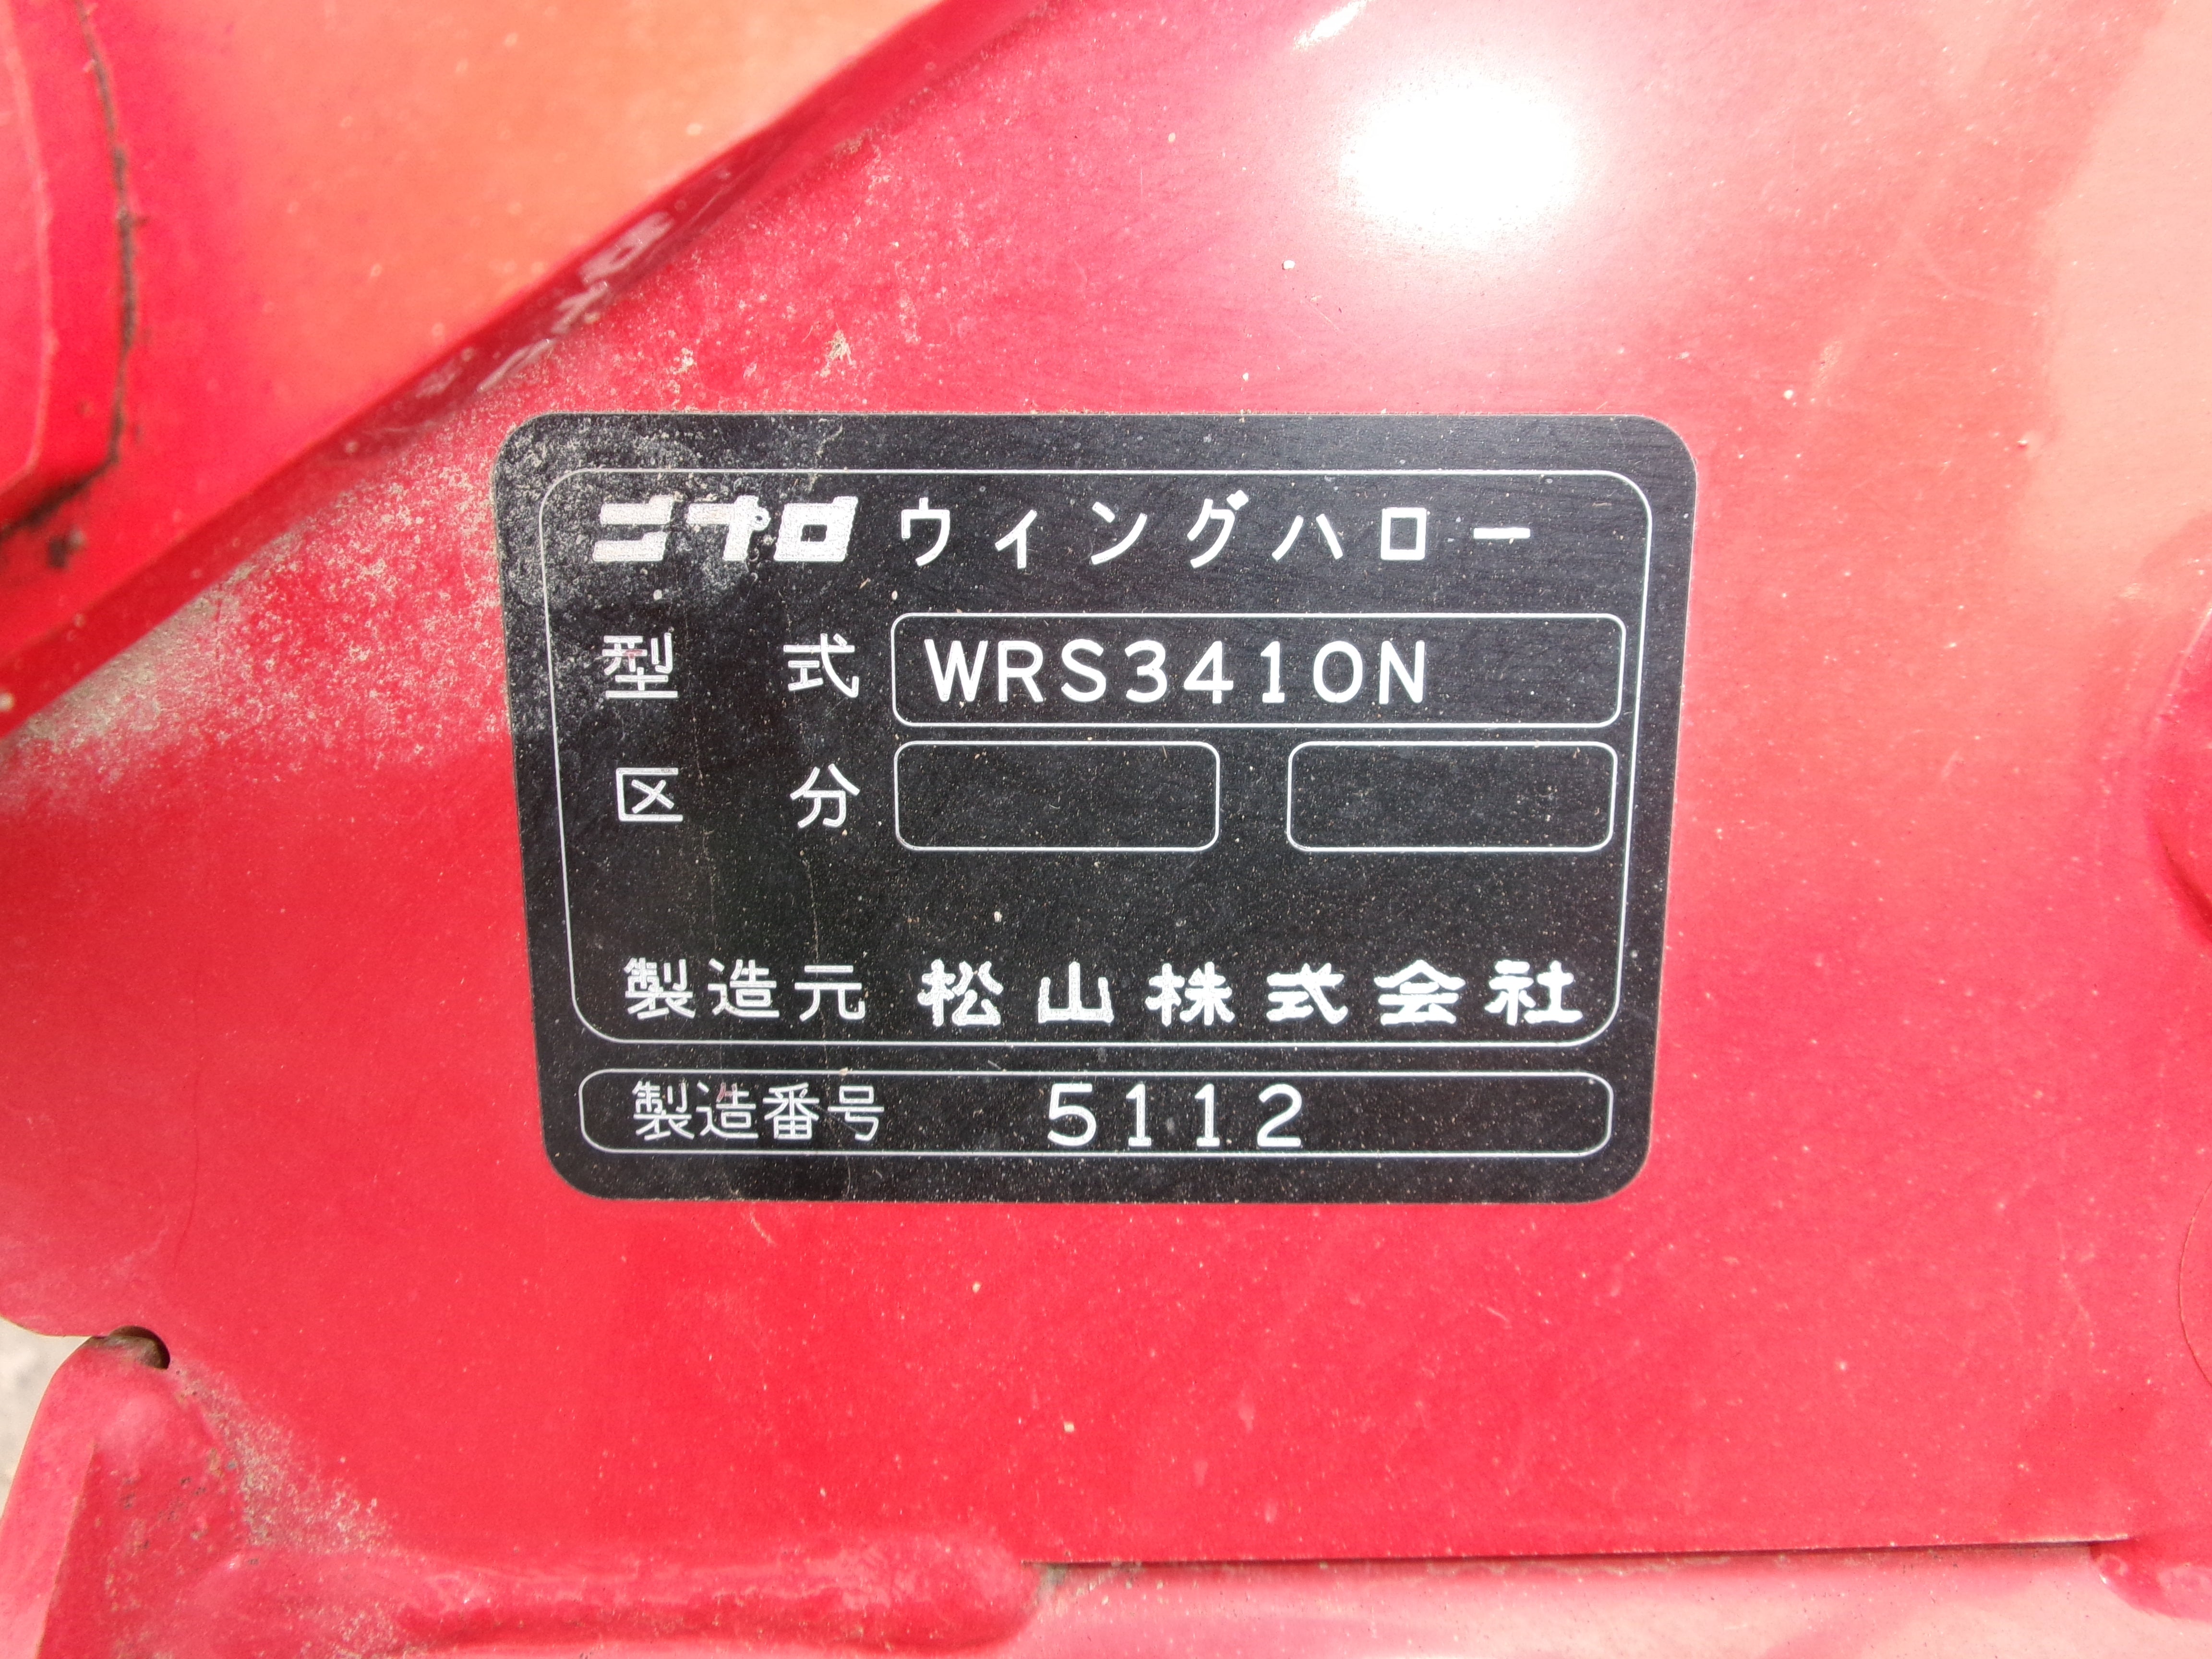 ニプロ ウィングハロー
型式 WRS3410N
区分
製造元 松山株式会社
製造番号 5112